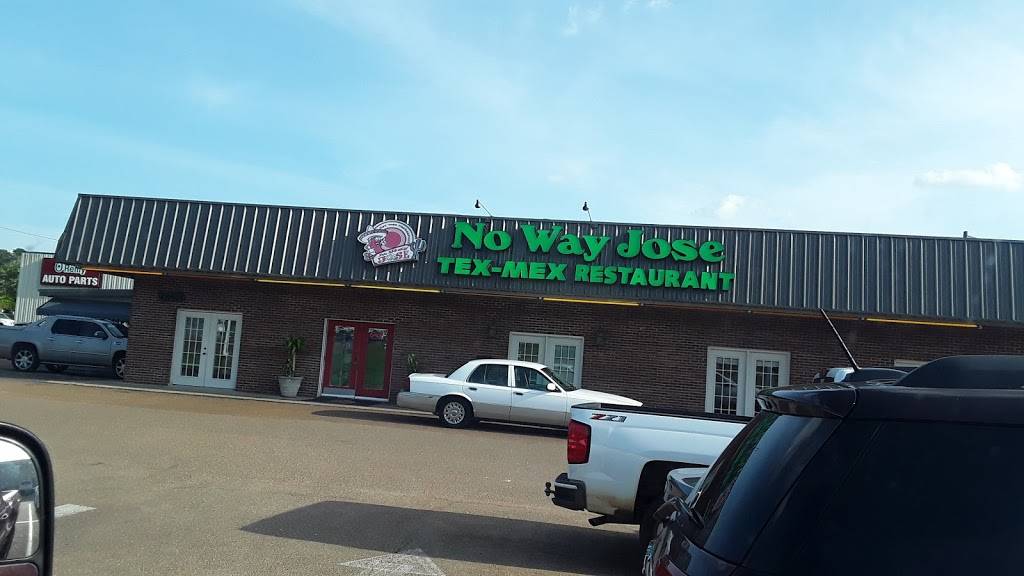 No Way Jose
TEX-MEX RESTAURANT
O'Reilly
AUTO PARTS
Z71